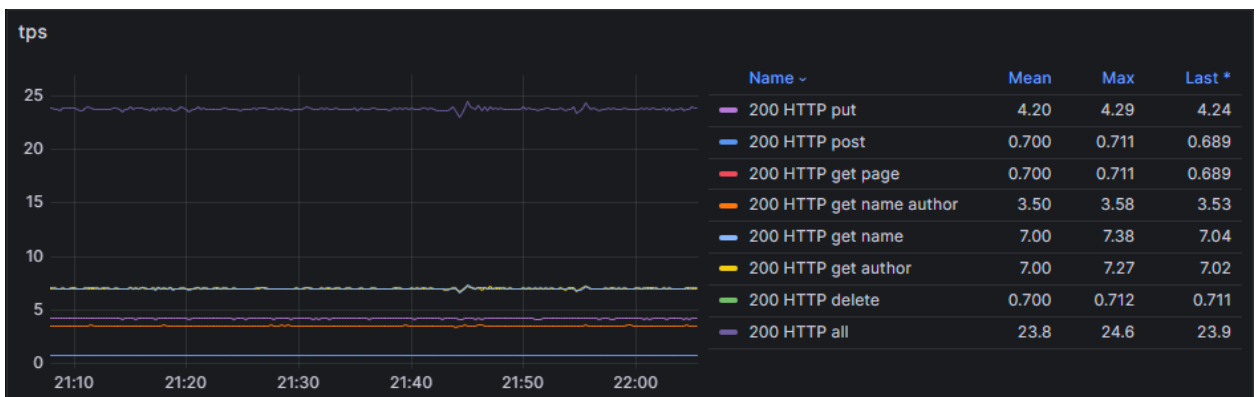 tps
25
20
15
10
5
0
21:10 21:20 21:30 21:40 21:50 22:00
Name Mean Max Last *
200 HTTP put 4.20 4.29 4.24
200 HTTP post 0.700 0.711 0.689
200 HTTP get page 0.700 0.711 0.689
200 HTTP get name author 3.50 3.58 3.53
200 HTTP get name 7.00 7.38 7.04
200 HTTP get author 7.00 7.27 7.02
200 HTTP delete 0.700 0.712 0.711
200 HTTP all 23.8 24.6 23.9